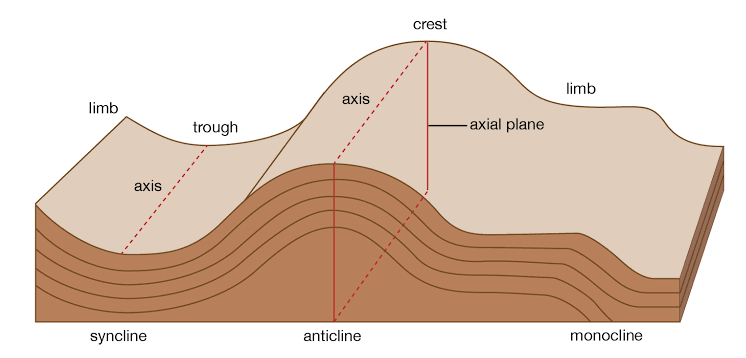 crest
limb
limb
axis
trough
axial plane
axis
syncline
anticline
monocline